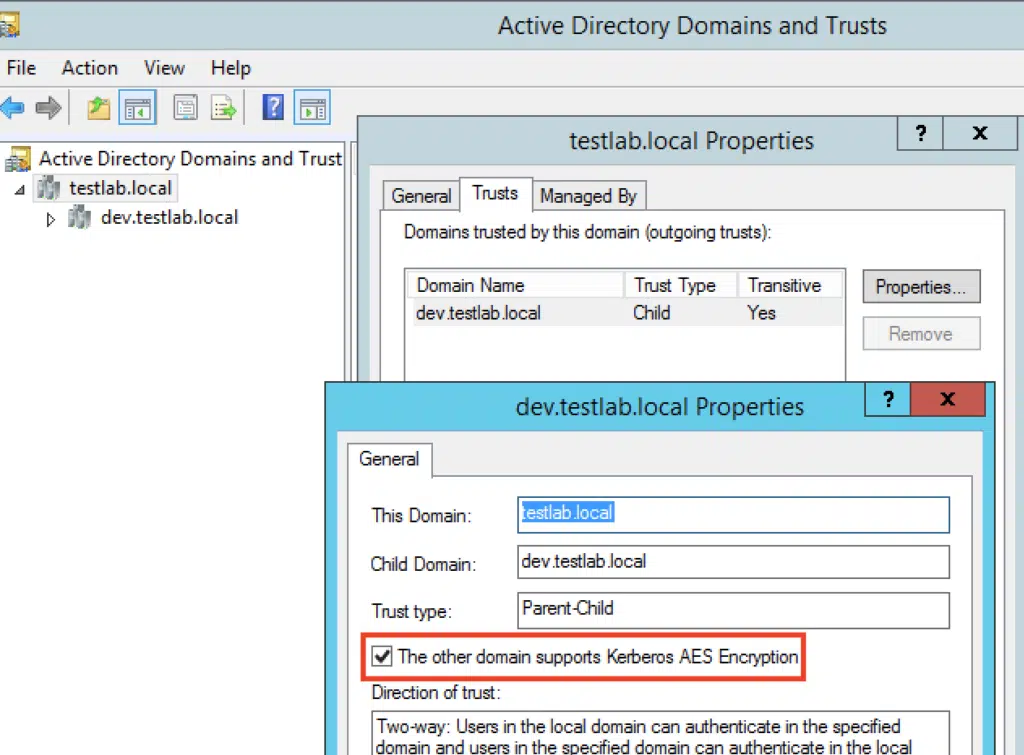 Active Directory Domains and Trusts
File Action View Help
?
testlab.local Properties
? x
Active Directory Domains and Trust
testlab.local
dev.testlab.local
General Trusts Managed By
Domains trusted by this domain (outgoing trusts):
Domain Name Trust Type Transitive
Properties...
dev.testlab.local Child Yes
Remove
dev.testlab.local Properties
? x
General
This Domain: testlab.local
Child Domain: dev.testlab.local
Trust type: Parent-Child
The other domain supports Kerberos AES Encryption
Direction of trust:
Two-way: Users in the local domain can authenticate in the specified
domain and users in the specified domain can authenticate in the local